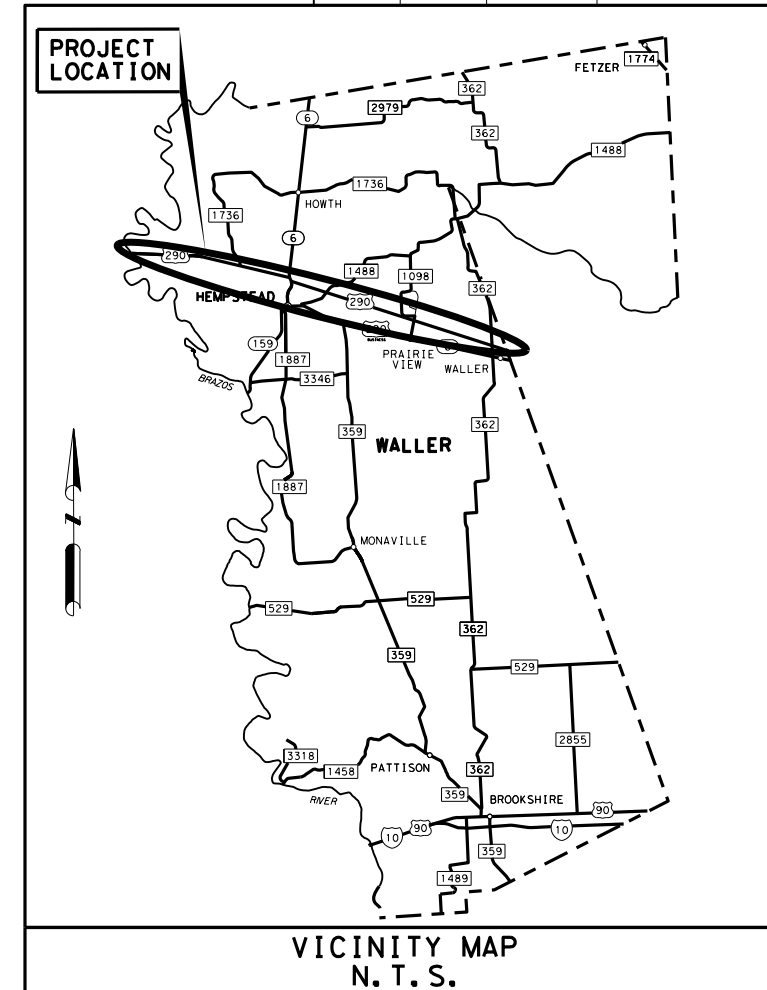 PROJECT
LOCATION
FETZER
1774
362
2979
6
362
1488
1736
1736
HOWTH
6
290
1488
1098
362
HEMPSTEAD
290
BUSINESS
159
1887
PRAIRIE
VIEW
WALLER
BRAZOS
3346
359
362
WALLER
1887
MONAVILLE
529
529
362
359
529
2855
3318
1458
PATTISON
362
359
BROOKSHIRE
RIVER
90
90
10
10
359
1489
N
VICINITY MAP
N.T.S.